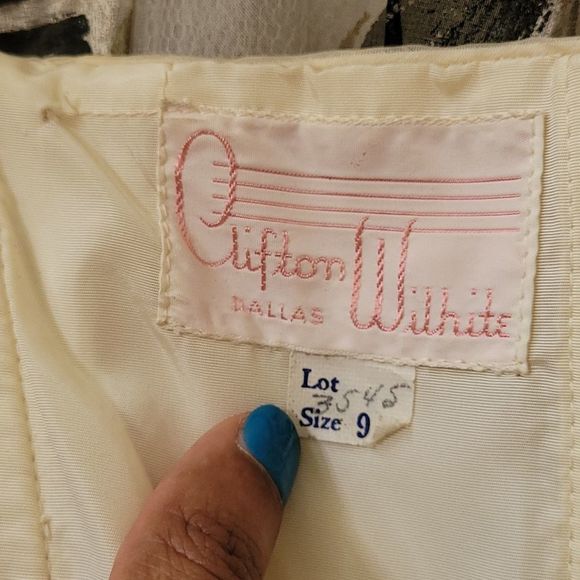 Clifton
DALLAS Wilhite
Lot 3545
Size 9